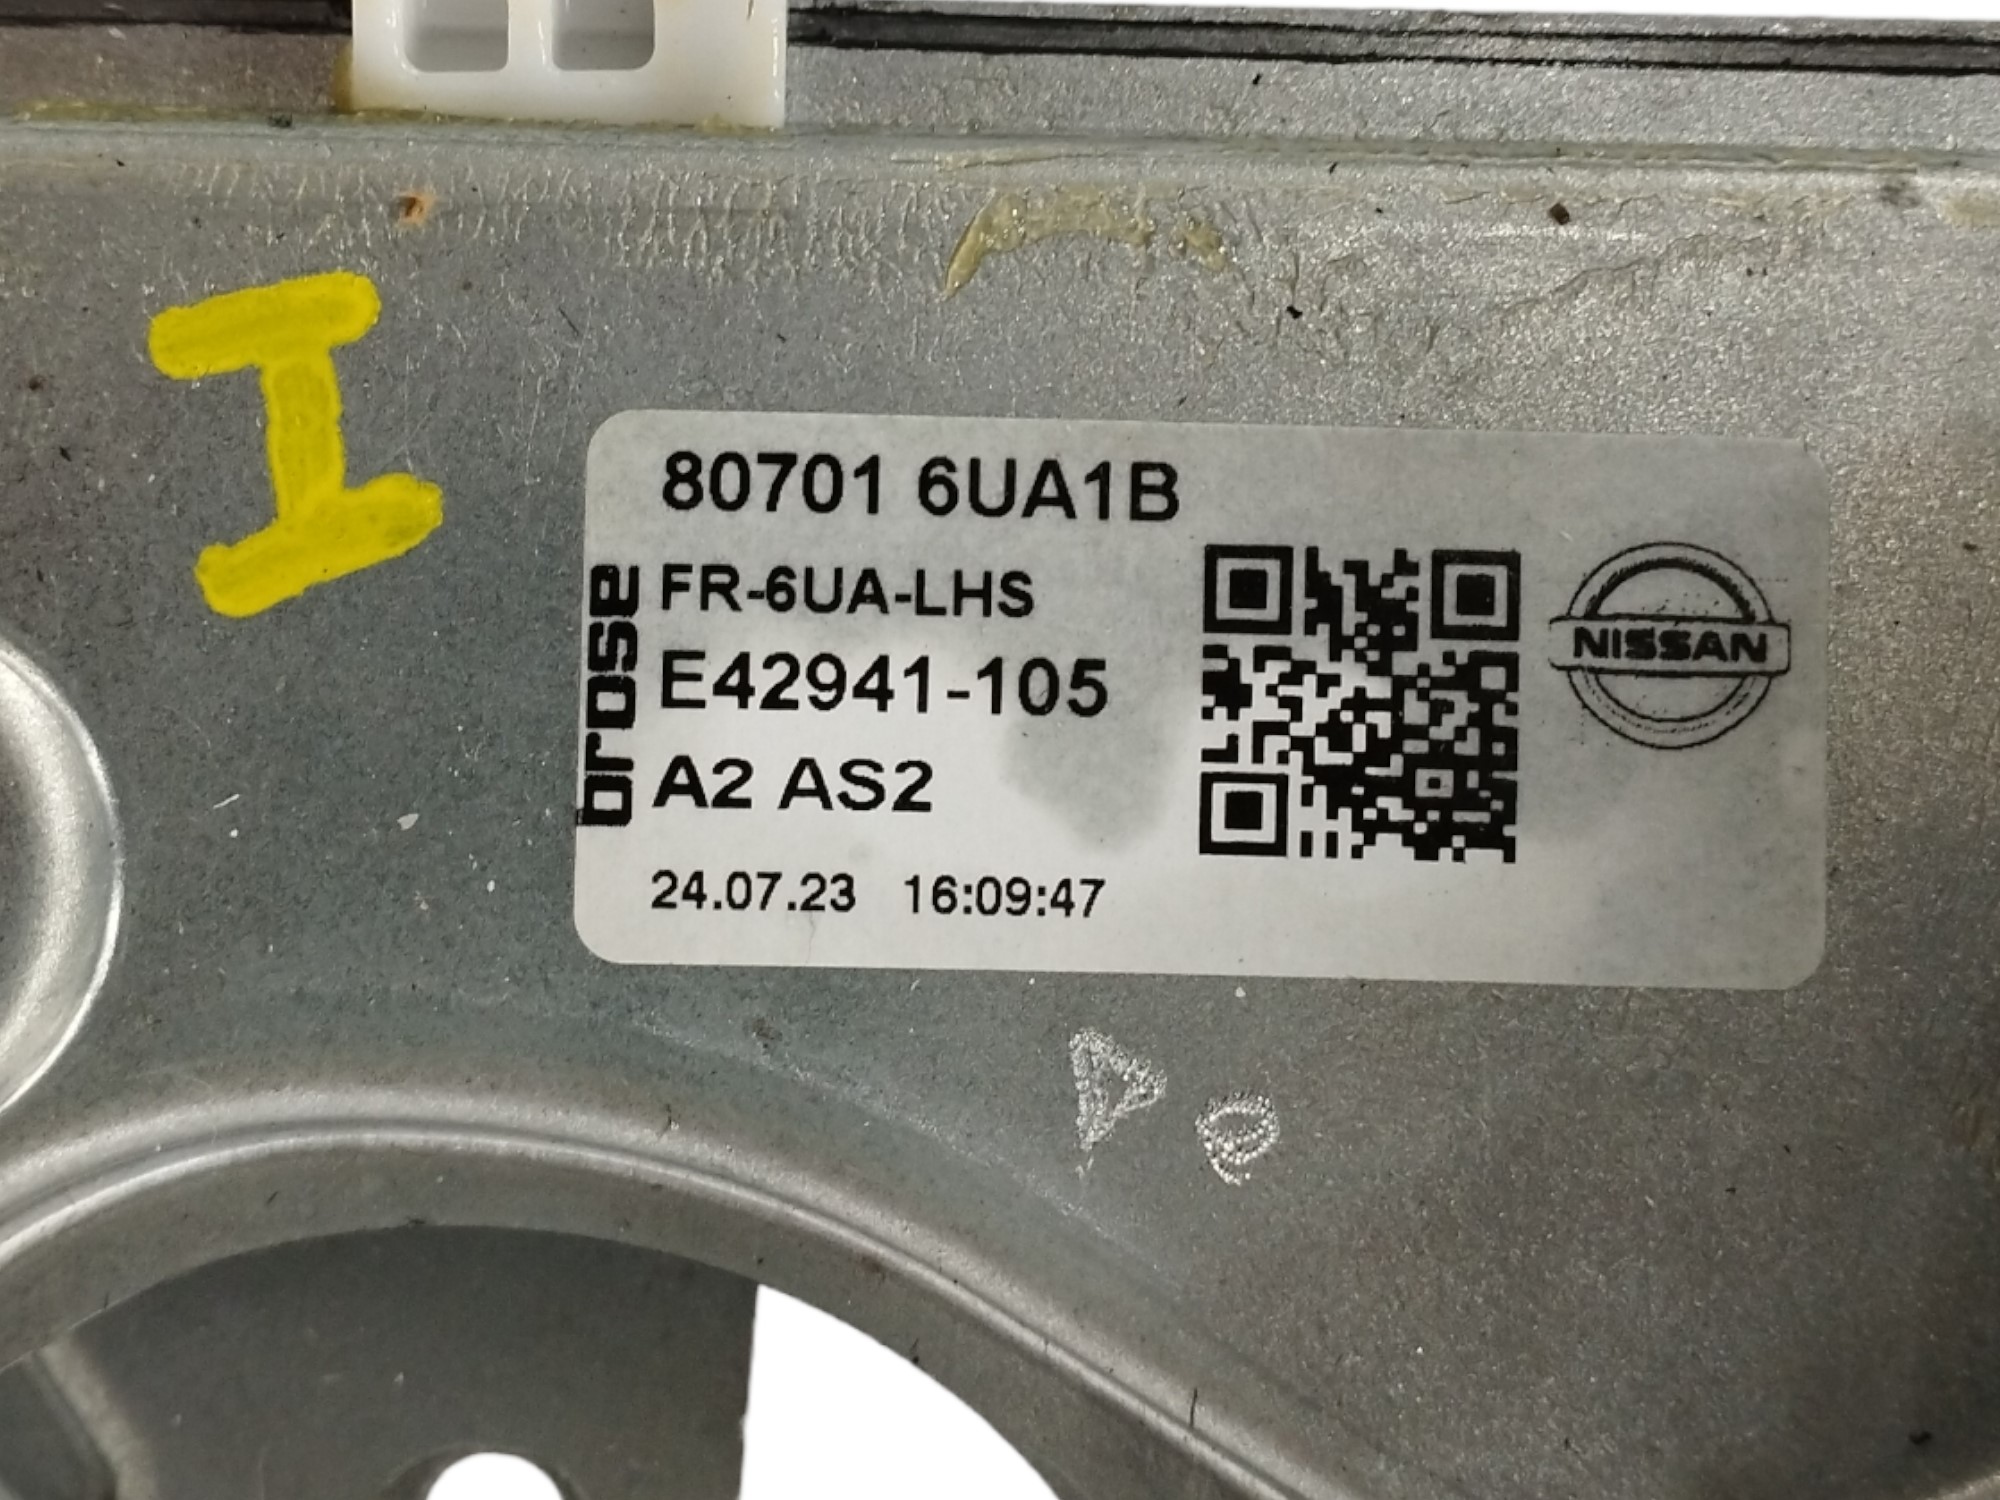 I
80701 6UA1B
FR-6UA-LHS
E42941-105
A2 AS2
24.07.23 16:09:47
brose
NISSAN